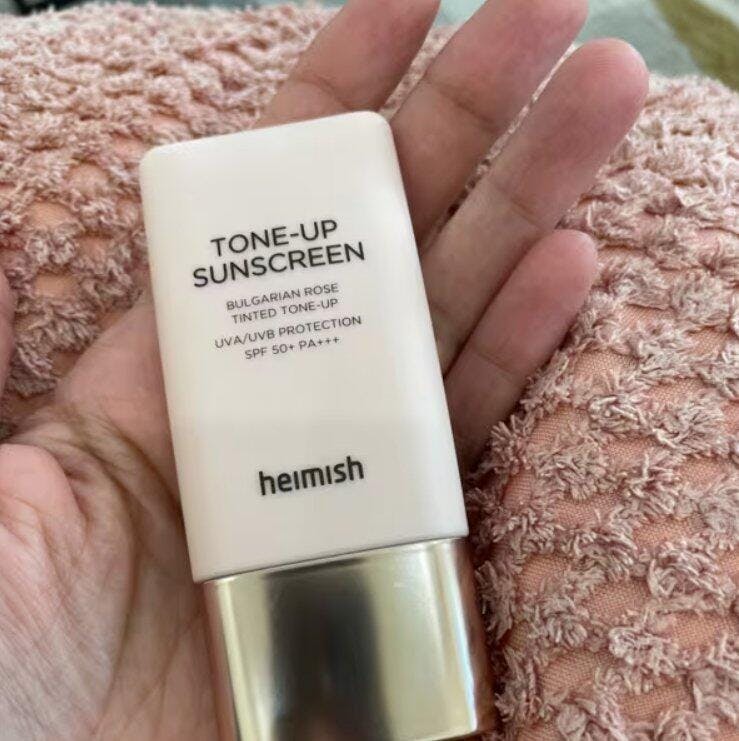 TONE-UP
SUNSCREEN
BULGARIAN ROSE
TINTED TONE-UP
UVA/UVB PROTECTION
SPF 50+ PA+++
heimish